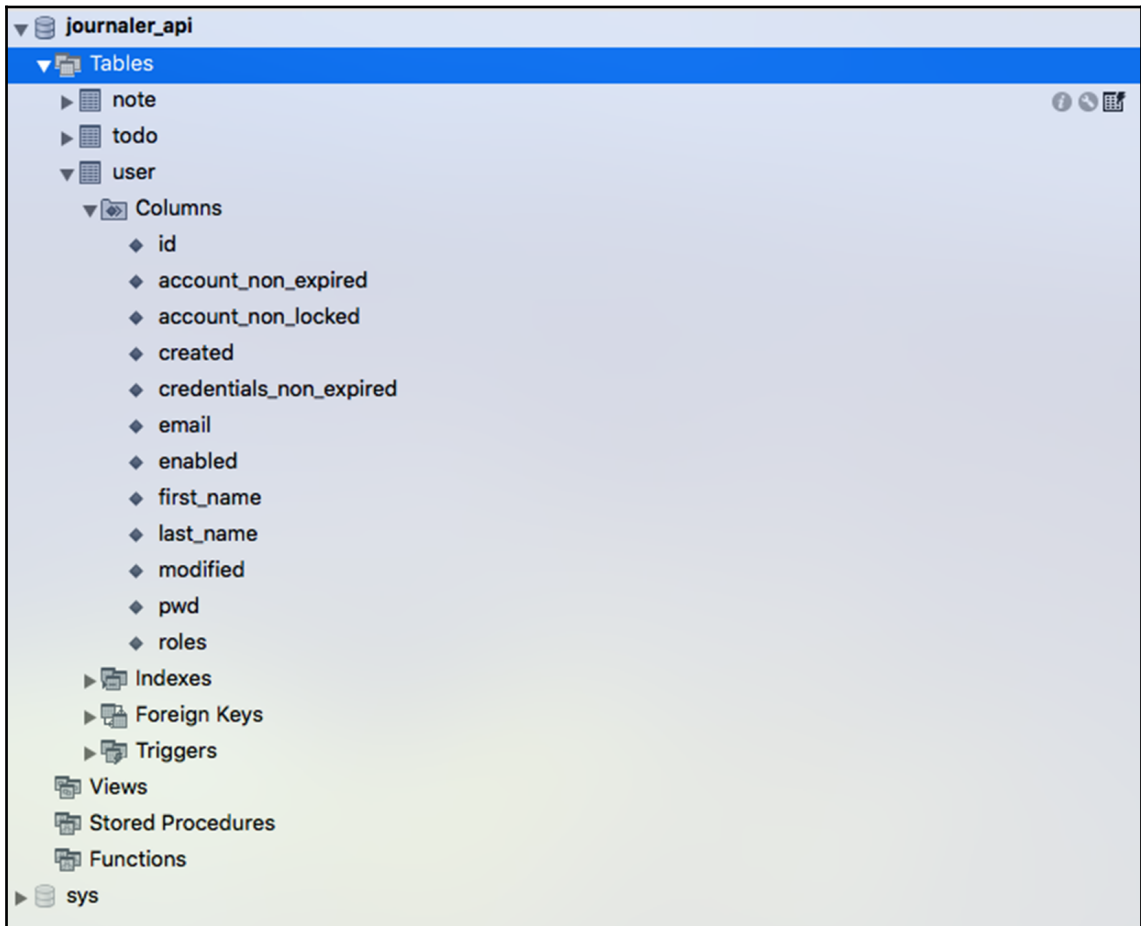 journaler_api
Tables
note
todo
user
Columns
id
account_non_expired
account_non_locked
created
credentials_non_expired
email
enabled
first_name
last_name
modified
pwd
roles
Indexes
Foreign Keys
Triggers
Views
Stored Procedures
Functions
sys